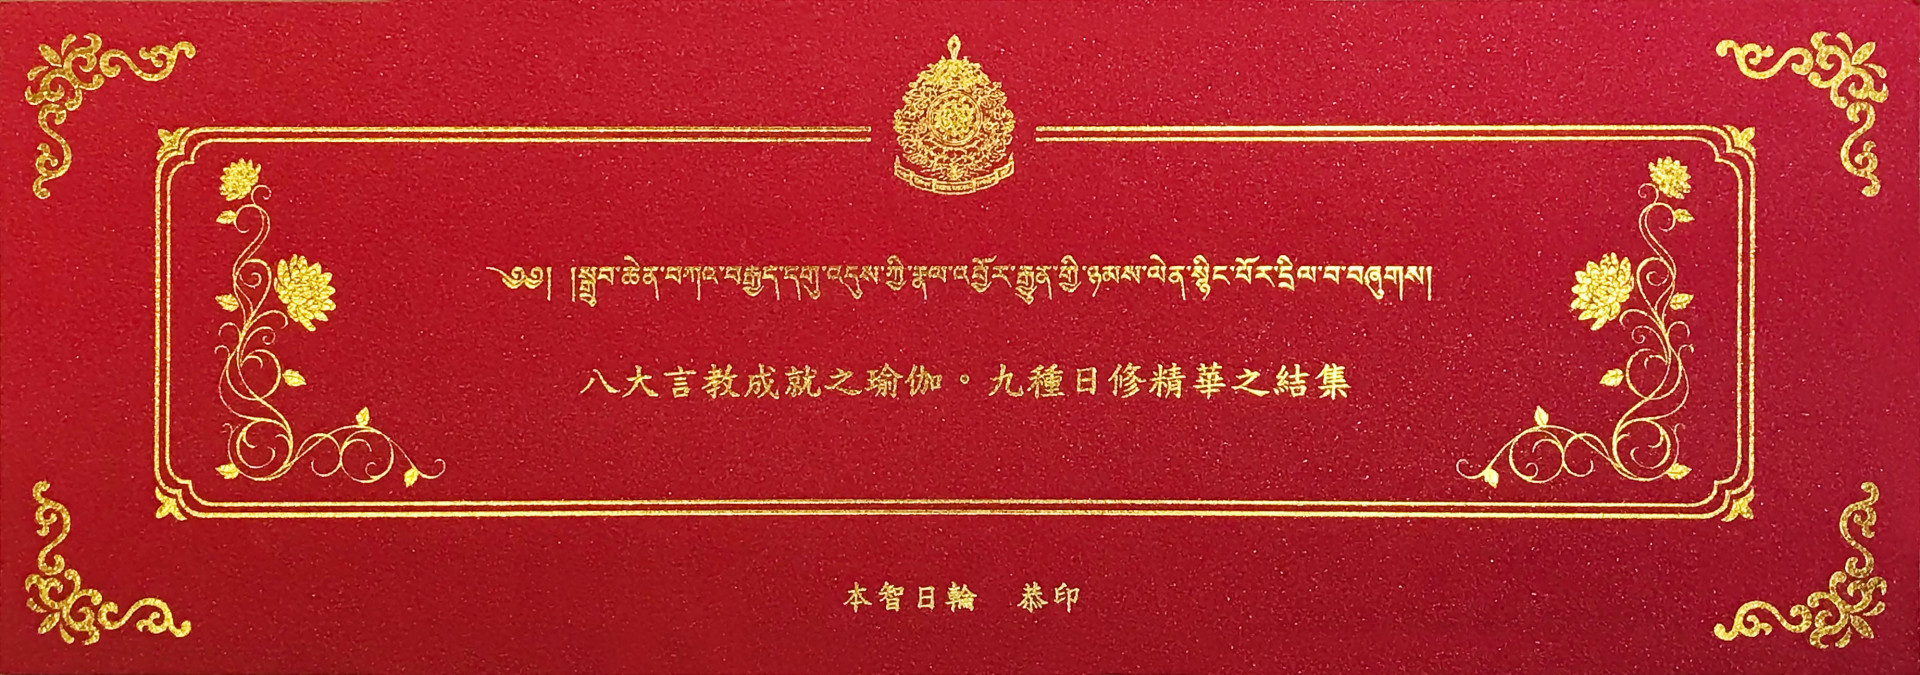 ༄༅། །སྒྲུབ་ཆེན་བཀའ་བརྒྱད་དགུ་འདུས་ཀྱི་རྣལ་འབྱོར་རྒྱུན་གྱི་ཉམས་ལེན་སྙིང་པོར་དྲིལ་བ་བཞུགས།
八大言教成就之瑜伽。九種日修精華之結集
本智日輪 恭印